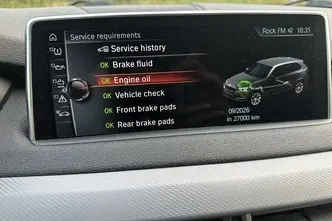 Service requirements
Rock FM 18:35
Service history
OK Brake fluid
OK Engine oil
OK Vehicle check
OK Front brake pads
OK Rear brake pads
09/2026
in 27000 km